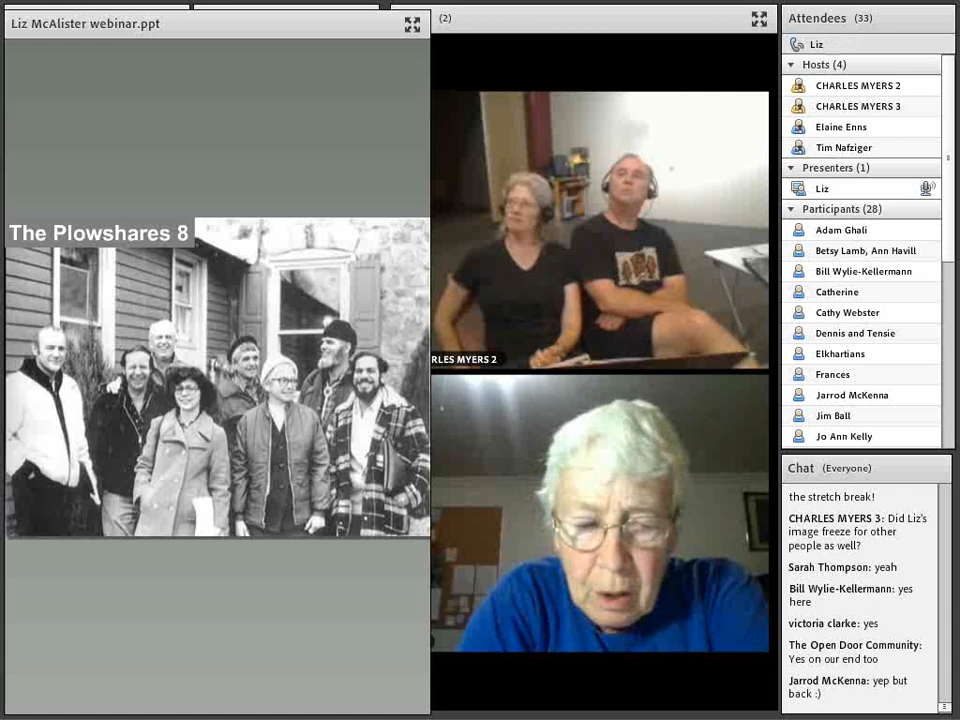 Liz McAlister webinar.ppt
The Plowshares 8
(2)
RLES MYERS 2
Attendees (33)
Liz
Hosts (4)
CHARLES MYERS 2
CHARLES MYERS 3
Elaine Enns
Tim Nafziger
Presenters (1)
Liz
Participants (28)
Adam Ghali
Betsy Lamb, Ann Havill
Bill Wylie-Kellermann
Catherine
Cathy Webster
Dennis and Tensie
Elkhartians
Frances
Jarrod McKenna
Jim Ball
Jo Ann Kelly
Chat (Everyone)
the stretch break!
CHARLES MYERS 3: Did Liz's
image freeze for other
people as well?
Sarah Thompson: yeah
Bill Wylie-Kellermann: yes
here
victoria clarke: yes
The Open Door Community:
Yes on our end too
Jarrod McKenna: yep but
back :)